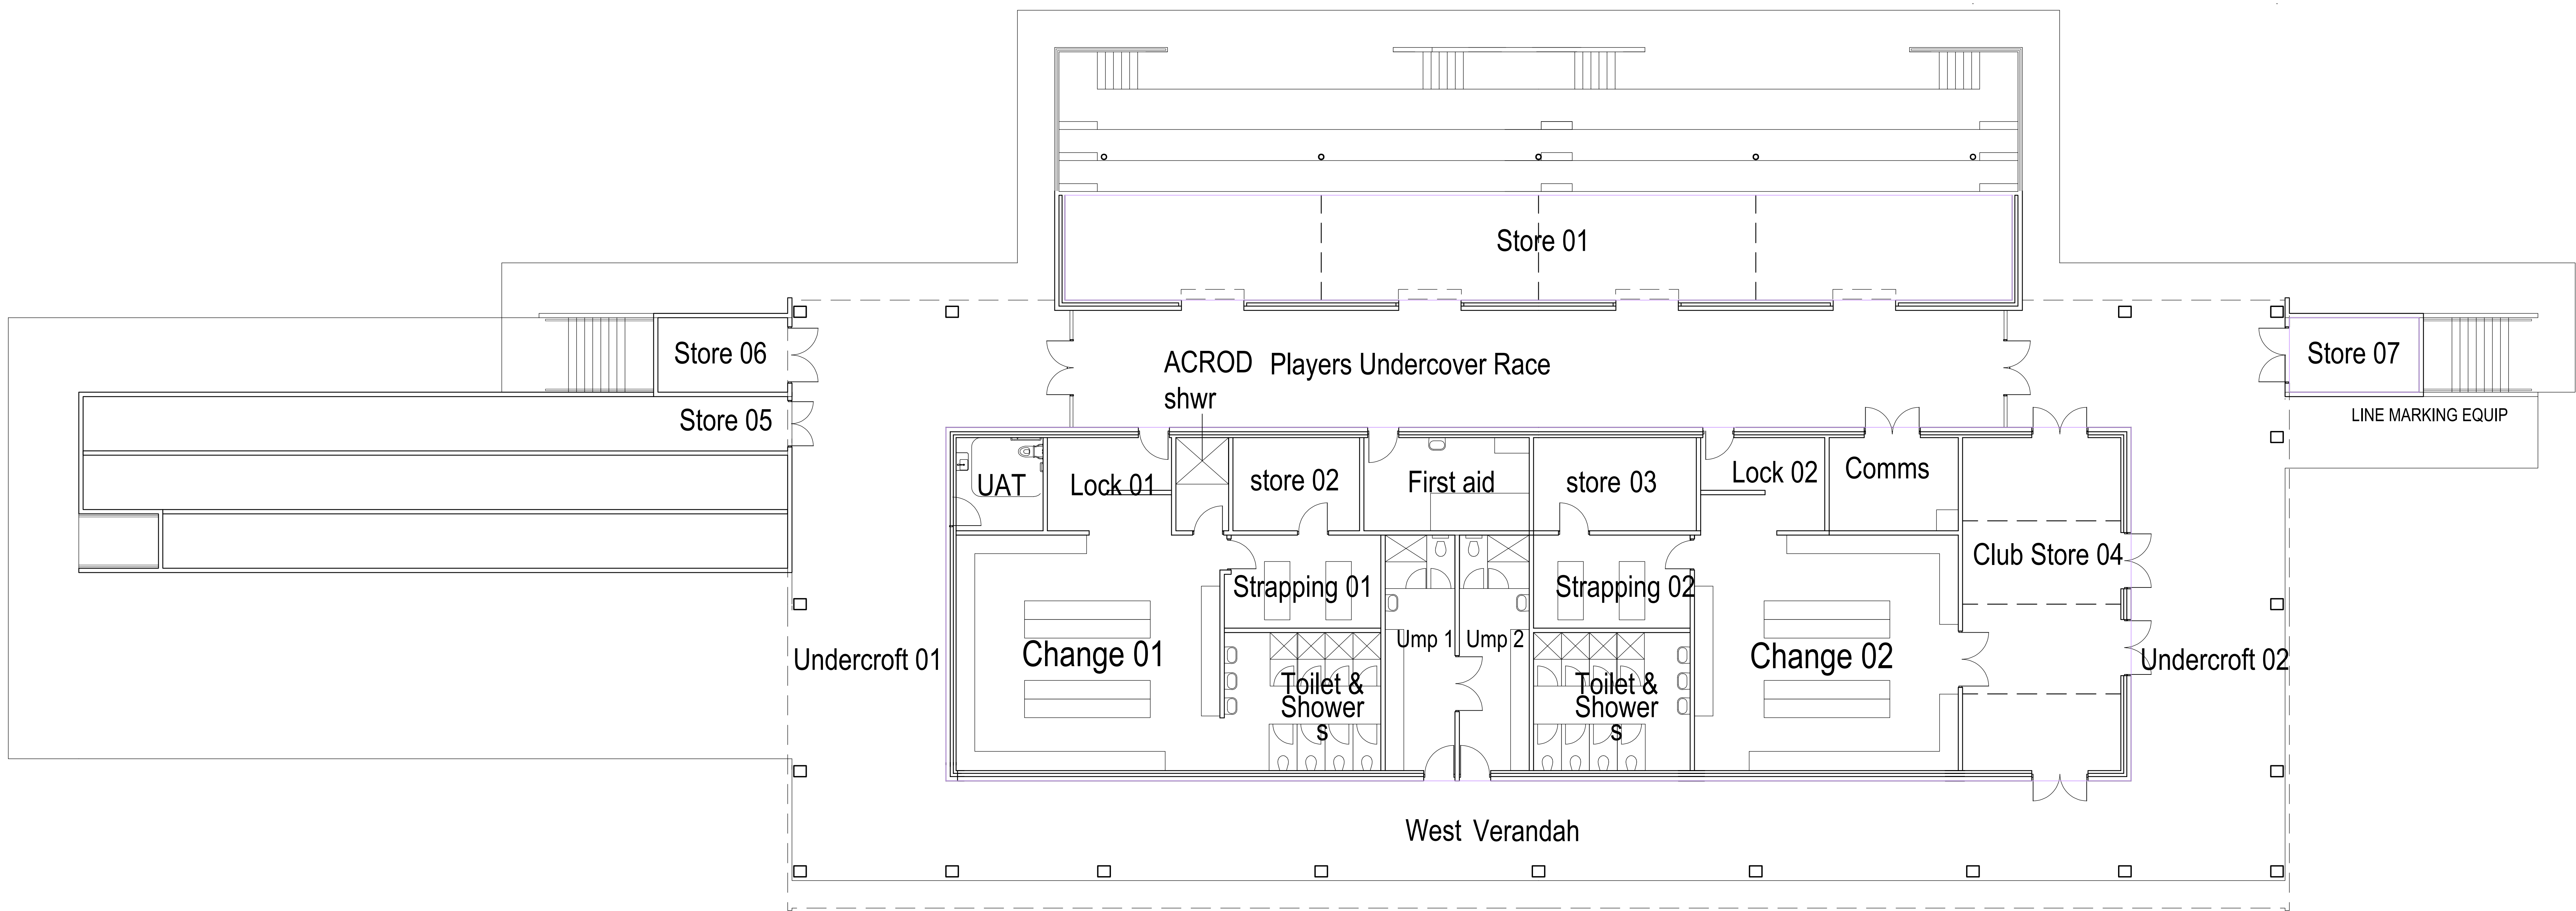 Store 01
Store 06
Store 07
ACROD
shwr
Players Undercover Race
Store 05
LINE MARKING EQUIP
UAT
Lock 01
store 02
First aid
store 03
Lock 02
Comms
Club Store 04
Strapping 01
Strapping 02
Ump 1
Ump 2
Undercroft 01
Change 01
Change 02
Undercroft 02
Toilet &
Shower
s
Toilet &
Shower
s
West Verandah